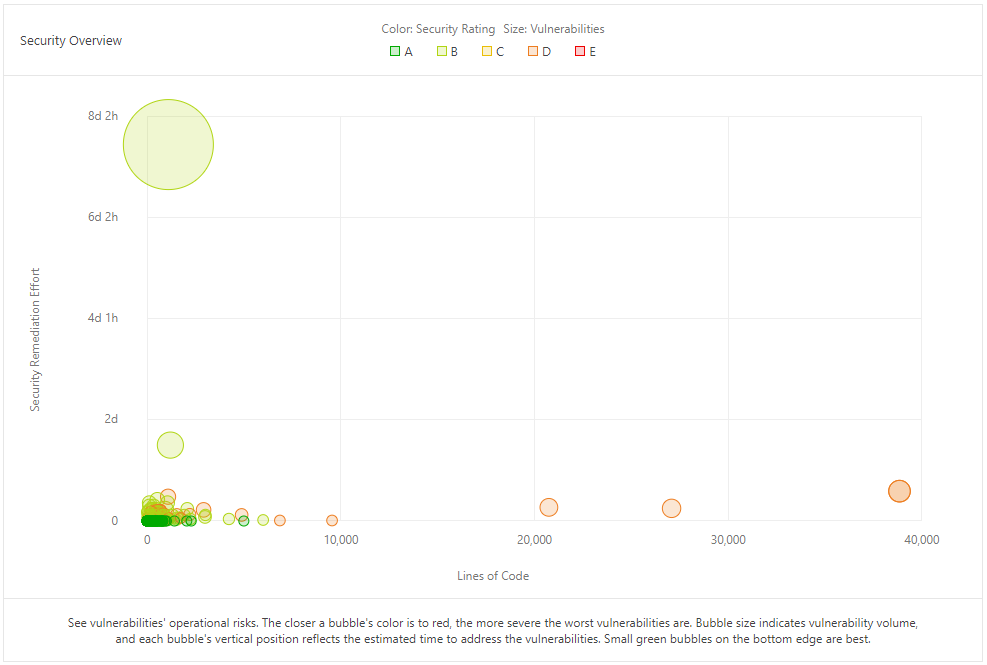 Security Overview
Color: Security Rating Size: Vulnerabilities
A B C D E
8d 2h
6d 2h
4d 1h
2d
0
Security Remediation Effort
0 10,000 20,000 30,000 40,000
Lines of Code
See vulnerabilities' operational risks. The closer a bubble's color is to red, the more severe the worst vulnerabilities are. Bubble size indicates vulnerability volume,
and each bubble's vertical position reflects the estimated time to address the vulnerabilities. Small green bubbles on the bottom edge are best.